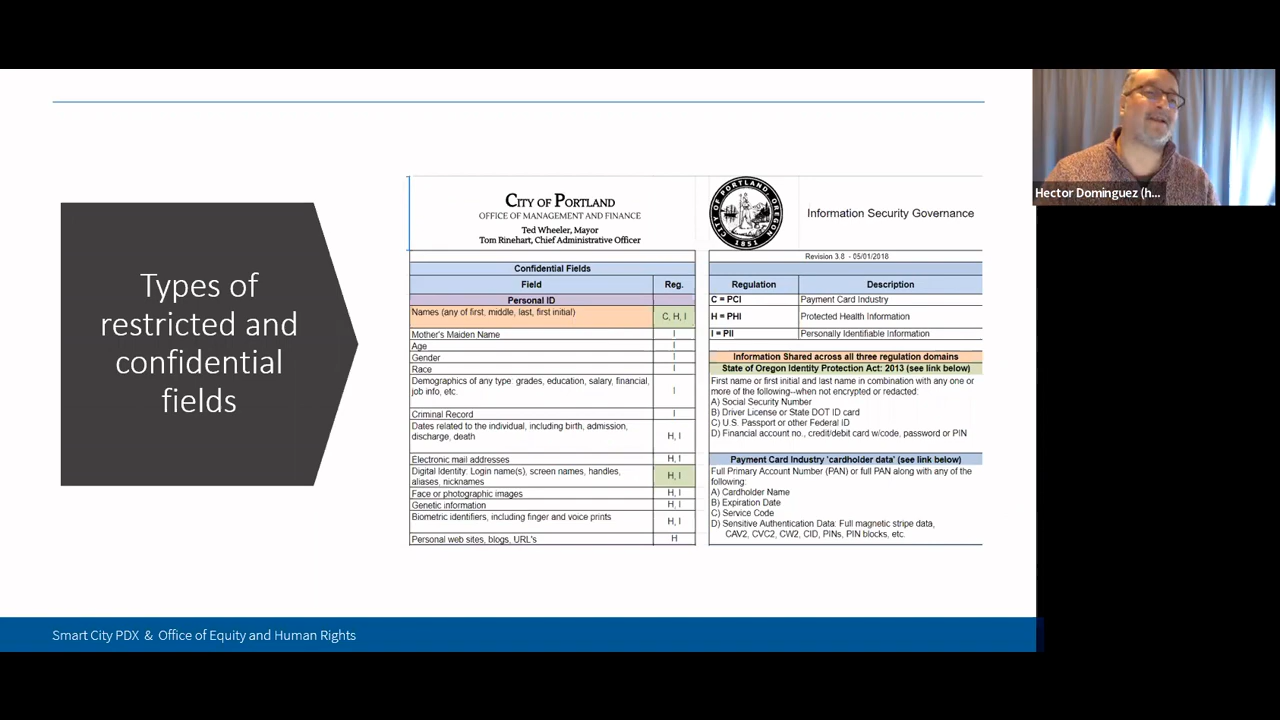 Types of
restricted and
confidential
fields
CITY OF PORTLAND
OFFICE OF MANAGEMENT AND FINANCE
Ted Wheeler, Mayor
Tom Rinehart, Chief Administrative Officer
Confidential Fields
Field Reg.
Personal ID
Names (any of first, middle, last, first initial) C, H, I
Mother's Maiden Name I
Age I
Gender I
Race I
Demographics of any type: grades, education, salary, financial,
job info, etc. I
Criminal Record I
Dates related to the individual, including birth, admission,
discharge, death H, I
Electronic mail addresses H, I
Digital Identity: Login name(s), screen names, handles,
aliases, nicknames H, I
Face or photographic images H, I
Genetic information H, I
Biometric identifiers, including finger and voice prints H, I
Personal web sites, blogs, URL's H
CITY OF PORTLAND, OREGON
1851
Information Security Governance
Revision 3.8 - 05/01/2018
Regulation Description
C = PCI Payment Card Industry
H = PHI Protected Health Information
I = PII Personally Identifiable Information
Information Shared across all three regulation domains
State of Oregon Identity Protection Act: 2013 (see link below)
First name or first initial and last name in combination with any one or
more of the following--when not encrypted or redacted:
A) Social Security Number
B) Driver License or State DOT ID card
C) U.S. Passport or other Federal ID
D) Financial account no., credit/debit card w/code, password or PIN
Payment Card Industry 'cardholder data' (see link below)
Full Primary Account Number (PAN) or full PAN along with any of the
following:
A) Cardholder Name
B) Expiration Date
C) Service Code
D) Sensitive Authentication Data: Full magnetic stripe data,
CAV2, CVC2, CW2, CID, PINs, PIN blocks, etc.
Smart City PDX & Office of Equity and Human Rights
Hector Dominguez (h...